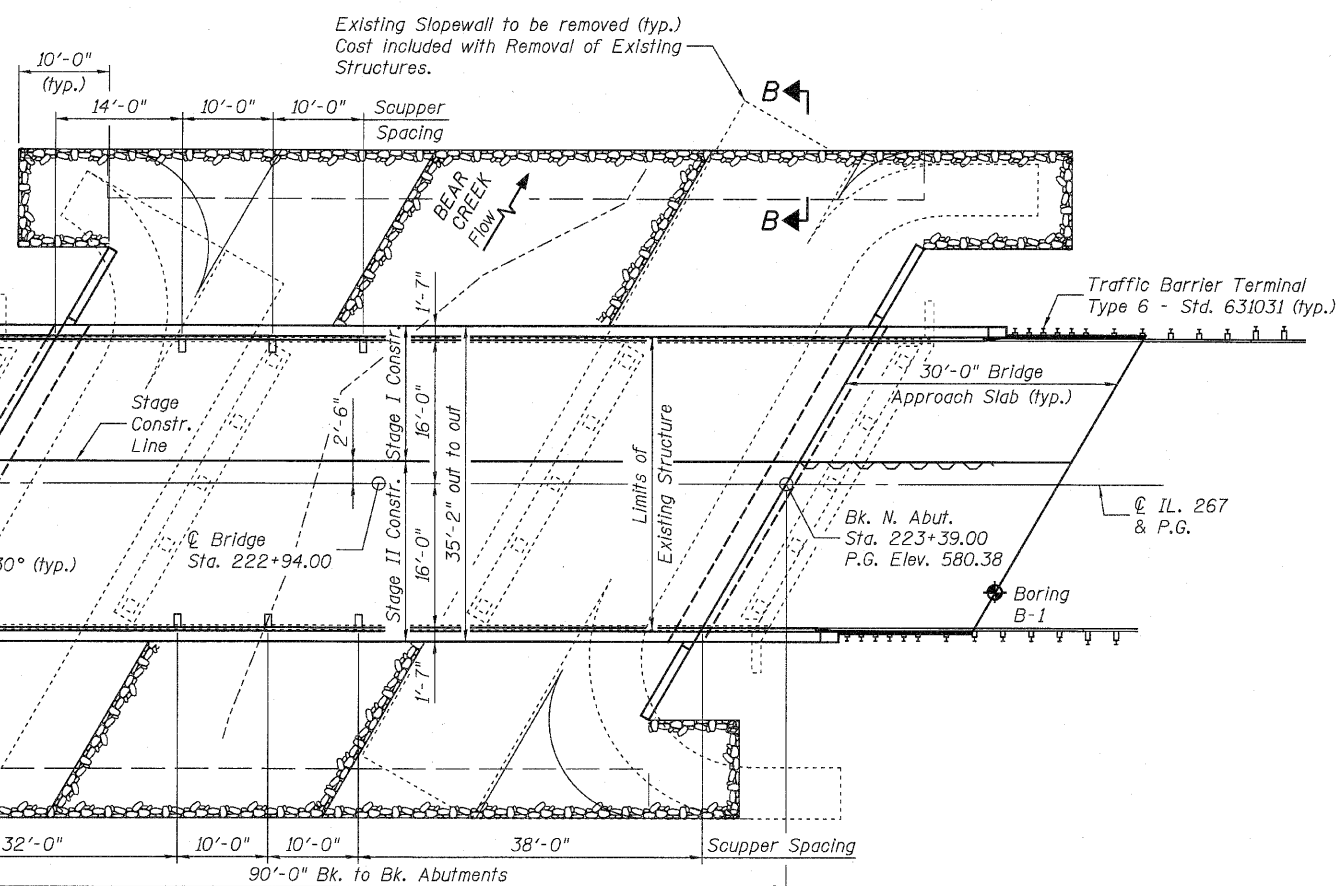 Existing Slopewall to be removed (typ.)
Cost included with Removal of Existing
Structures.
10'-0"
(typ.)
14'-0"
10'-0"
10'-0"
Scupper
Spacing
B
B
BEAR
CREEK
Flow
1'-7"
Traffic Barrier Terminal
Type 6 - Std. 631031 (typ.)
30'-0" Bridge
Approach Slab (typ.)
Stage
Constr.
Line
2'-6"
Stage I Constr.
16'-0"
35'-2" out to out
Limits of
Existing Structure
Stage II Constr.
16'-0"
℄ Bridge
Sta. 222+94.00
30° (typ.)
Bk. N. Abut.
Sta. 223+39.00
P.G. Elev. 580.38
℄ IL. 267
& P.G.
Boring
B-1
1'-7"
32'-0"
10'-0"
10'-0"
38'-0"
Scupper Spacing
90'-0" Bk. to Bk. Abutments